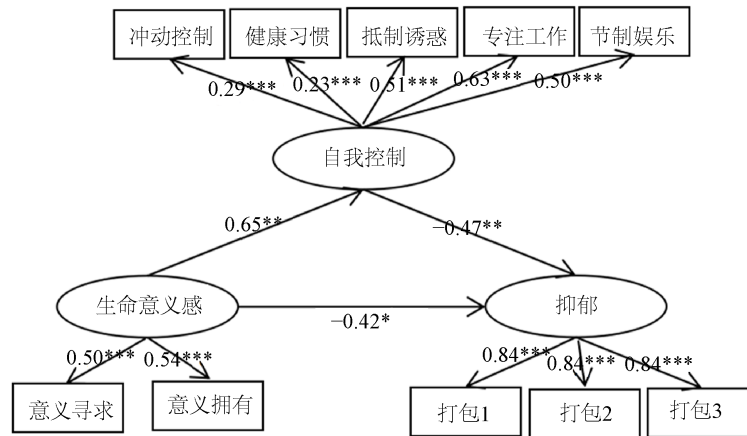 冲动控制
健康习惯
抵制诱惑
专注工作
节制娱乐
0.29***
0.23***
0.51***
0.63***
0.50***
自我控制
0.65**
−0.47**
生命意义感
抑郁
−0.42*
0.50***
0.54***
0.84***
0.84***
0.84***
意义寻求
意义拥有
打包1
打包2
打包3